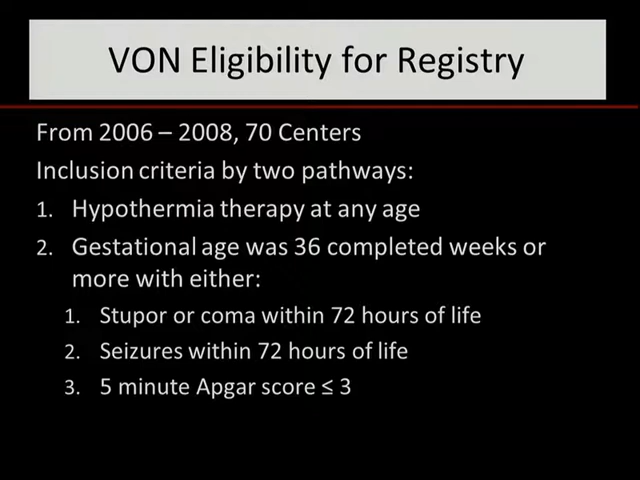 VON Eligibility for Registry
From 2006 – 2008, 70 Centers
Inclusion criteria by two pathways:
1. Hypothermia therapy at any age
2. Gestational age was 36 completed weeks or
more with either:
1. Stupor or coma within 72 hours of life
2. Seizures within 72 hours of life
3. 5 minute Apgar score ≤ 3